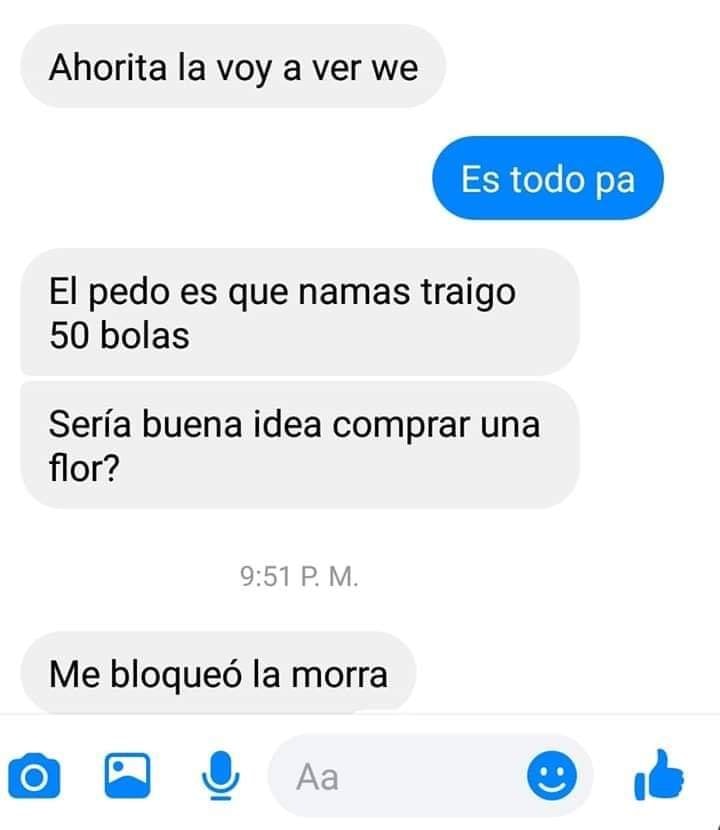 Ahorita la voy a ver we
Es todo pa
El pedo es que namas traigo
50 bolas
Sería buena idea comprar una
flor?
9:51 P. M.
Me bloqueó la morra
Aa